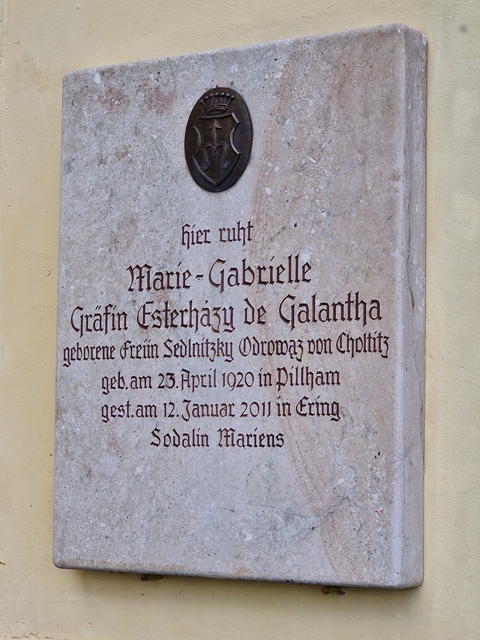 Hier ruht
Marie-Gabrielle
Gräfin Esterházy de Galantha
geborene Freiin Sedlnitzky Odrowąz von Choltitz
geb. am 23. April 1920 in Pillham
gest. am 12. Januar 2011 in Ering
Sodalin Mariens